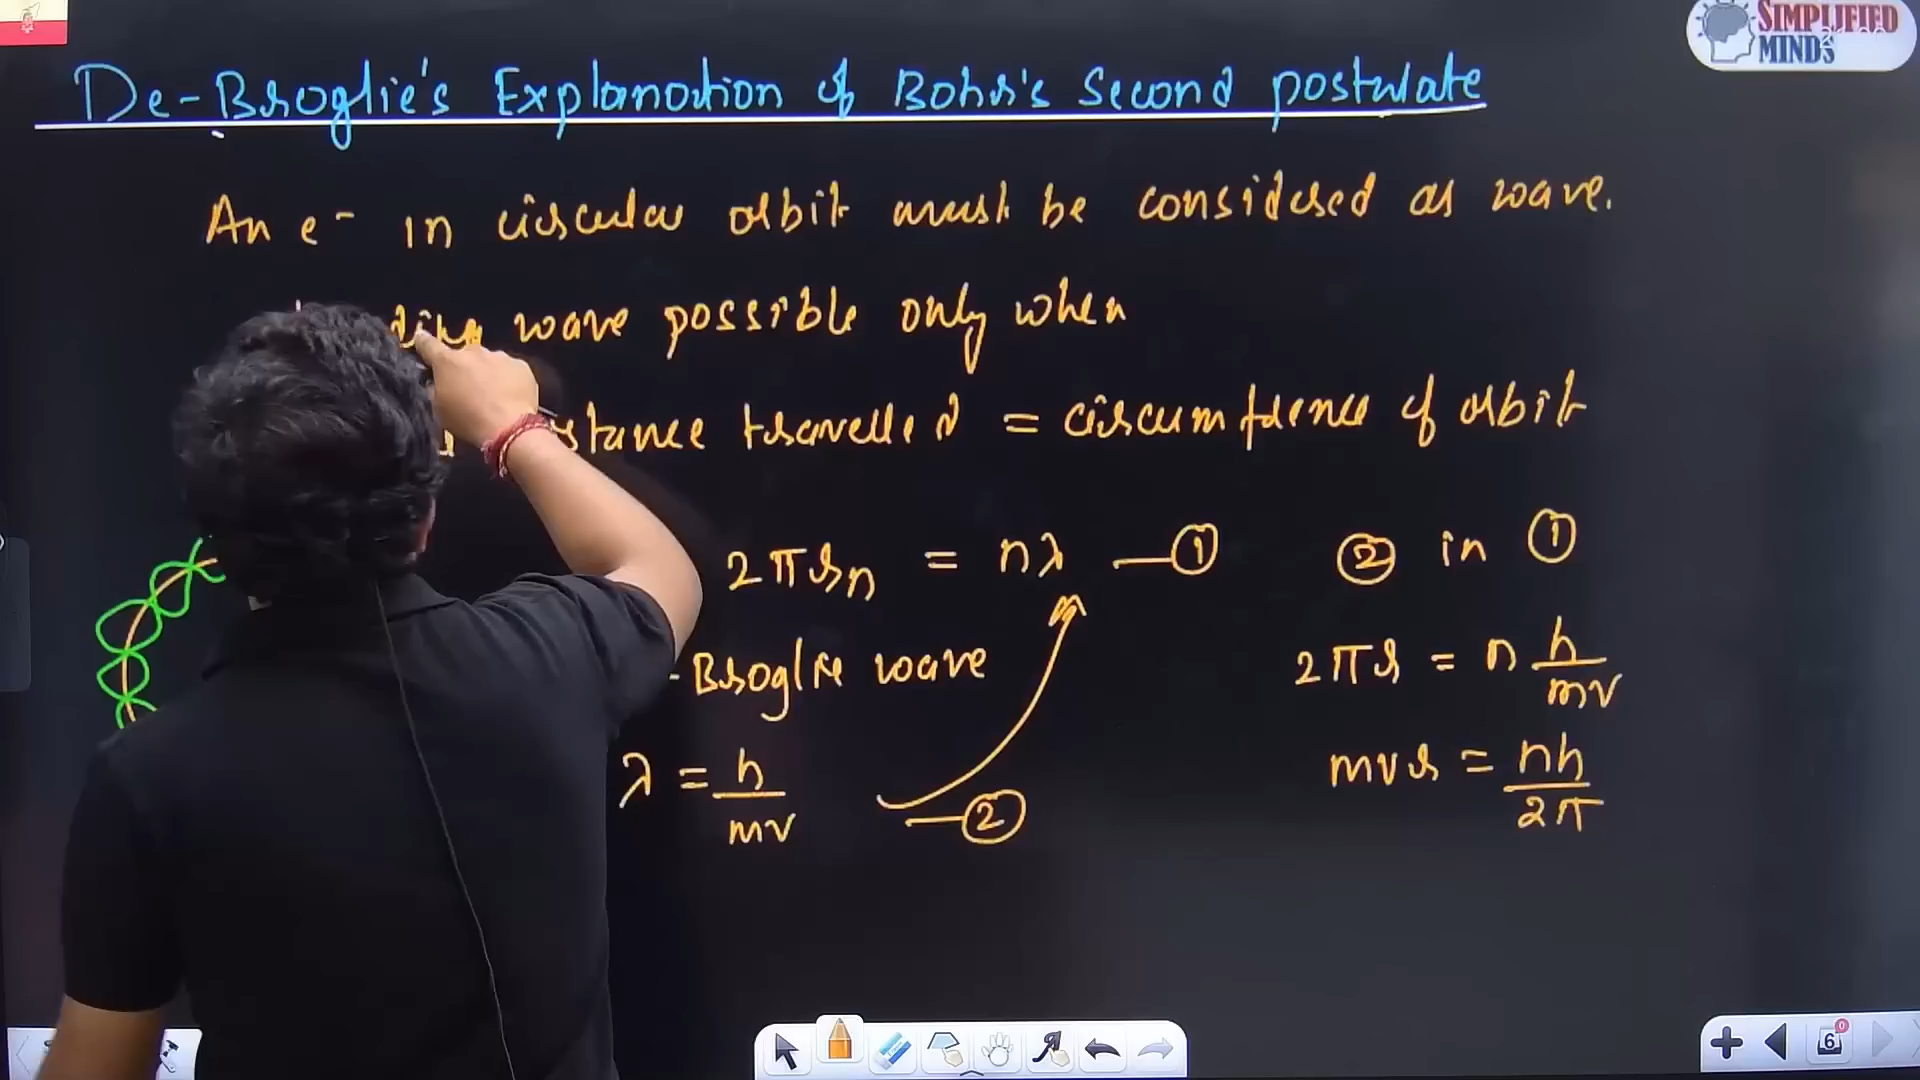 SIMPLIFIED
MINDS
De-Broglie's Explanation of Bohr's Second postulate
An e- in circular orbit must be considered as wave.
wave possible only when
travelled = circumfrence of orbit
2πrn = nλ —①
② in ①
-Broglie wave
2πr = n h/mv
λ = h/mv —②
mvr = nh/2π
6
0